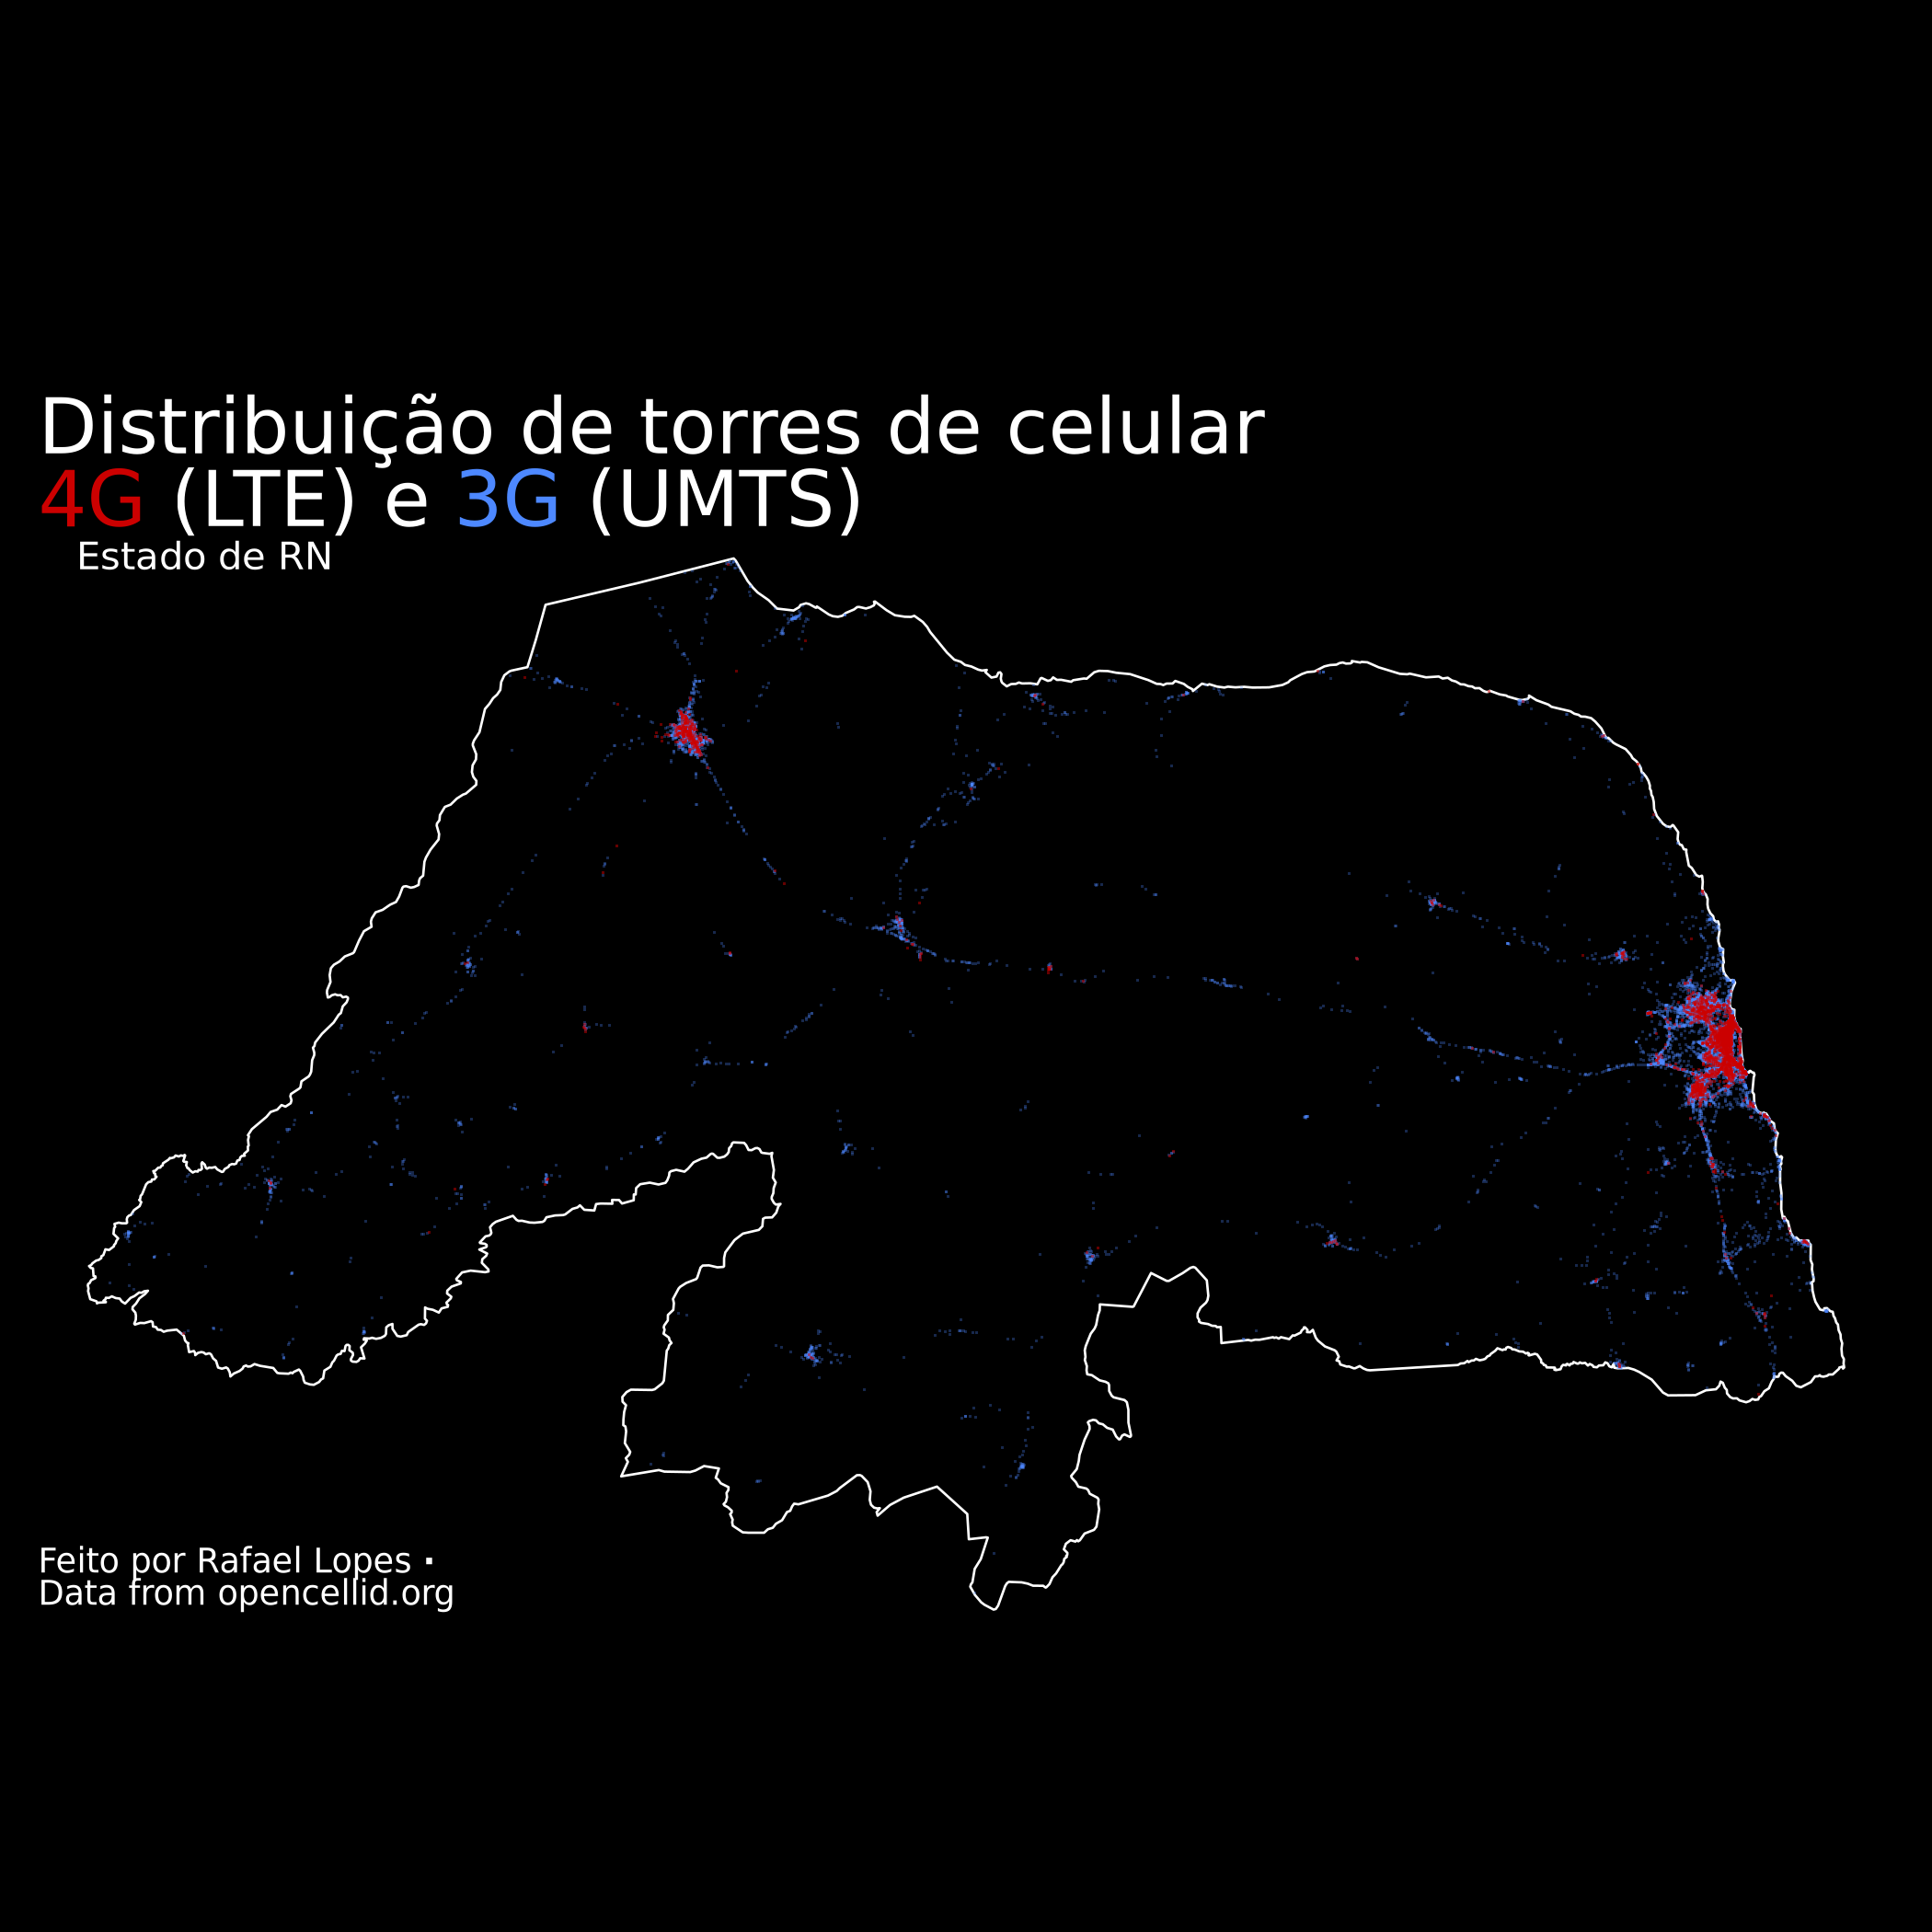 Distribuição de torres de celular
4G (LTE) e 3G (UMTS)
Estado de RN
Feito por Rafael Lopes ·
Data from opencellid.org